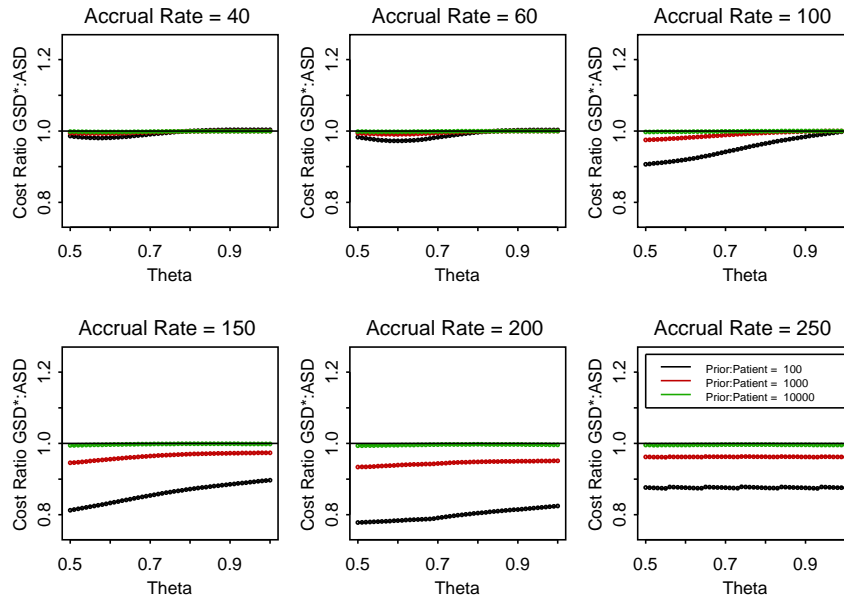 Accrual Rate = 40
Cost Ratio GSD*:ASD
0.8 1.0 1.2
0.5 0.7 0.9
Theta
Accrual Rate = 60
Cost Ratio GSD*:ASD
0.8 1.0 1.2
0.5 0.7 0.9
Theta
Accrual Rate = 100
Cost Ratio GSD*:ASD
0.8 1.0 1.2
0.5 0.7 0.9
Theta
Accrual Rate = 150
Cost Ratio GSD*:ASD
0.8 1.0 1.2
0.5 0.7 0.9
Theta
Accrual Rate = 200
Cost Ratio GSD*:ASD
0.8 1.0 1.2
0.5 0.7 0.9
Theta
Accrual Rate = 250
Cost Ratio GSD*:ASD
0.8 1.0 1.2
Prior:Patient = 100
Prior:Patient = 1000
Prior:Patient = 10000
0.5 0.7 0.9
Theta